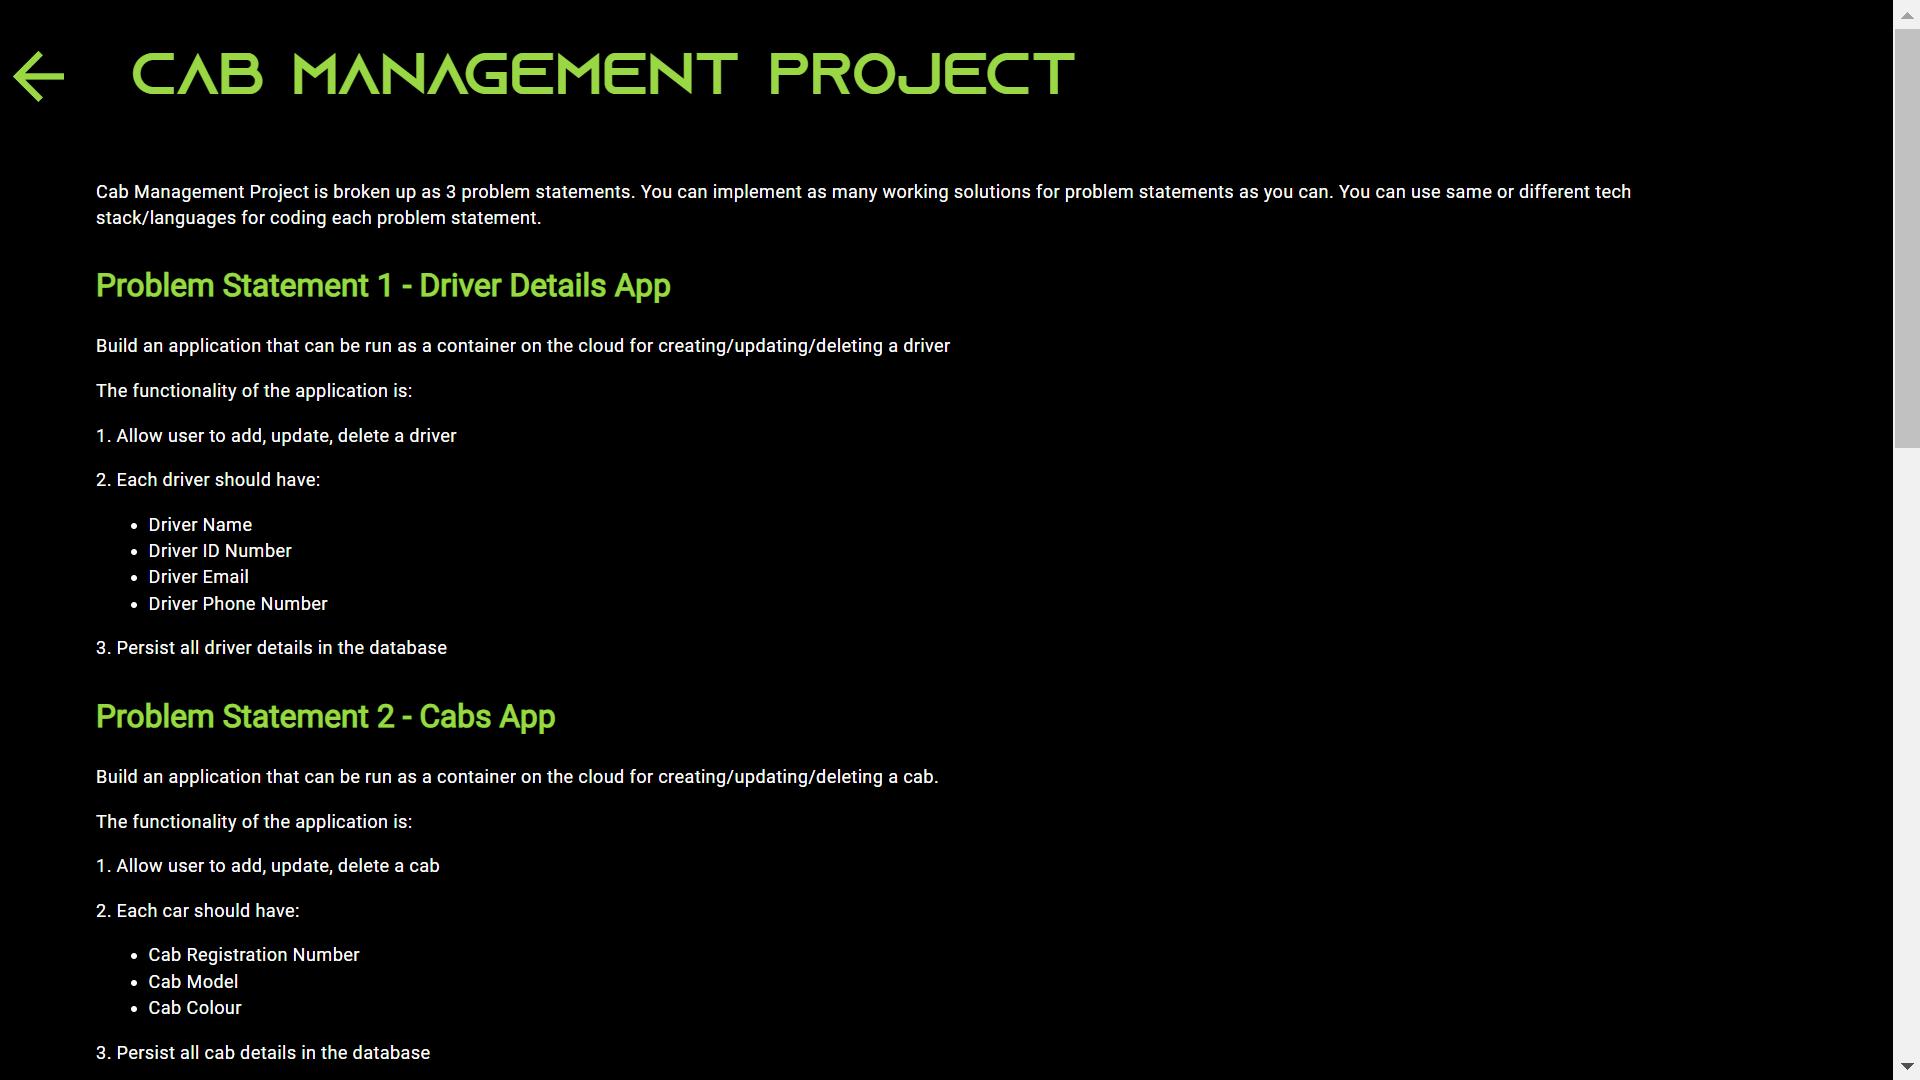 CAB MANAGEMENT PROJECT
Cab Management Project is broken up as 3 problem statements. You can implement as many working solutions for problem statements as you can. You can use same or different tech
stack/languages for coding each problem statement.
Problem Statement 1 - Driver Details App
Build an application that can be run as a container on the cloud for creating/updating/deleting a driver
The functionality of the application is:
1. Allow user to add, update, delete a driver
2. Each driver should have:
• Driver Name
• Driver ID Number
• Driver Email
• Driver Phone Number
3. Persist all driver details in the database
Problem Statement 2 - Cabs App
Build an application that can be run as a container on the cloud for creating/updating/deleting a cab.
The functionality of the application is:
1. Allow user to add, update, delete a cab
2. Each car should have:
• Cab Registration Number
• Cab Model
• Cab Colour
3. Persist all cab details in the database